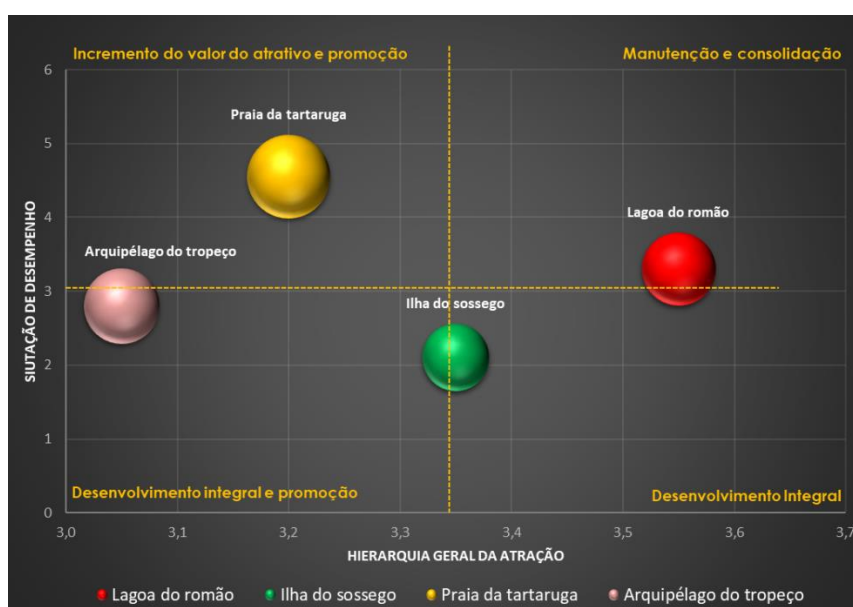 Incremento do valor do atrativo e promoção
Manutenção e consolidação
6
5
4
3
2
1
0
SIUTAÇÃO DE DESEMPENHO
Praia da tartaruga
Lagoa do romão
Arquipélago do tropeço
Ilha do sossego
Desenvolvimento integral e promoção
Desenvolvimento Integral
3,0 3,1 3,2 3,3 3,4 3,5 3,6 3,7
HIERARQUIA GERAL DA ATRAÇÃO
Lagoa do romão Ilha do sossego Praia da tartaruga Arquipélago do tropeço